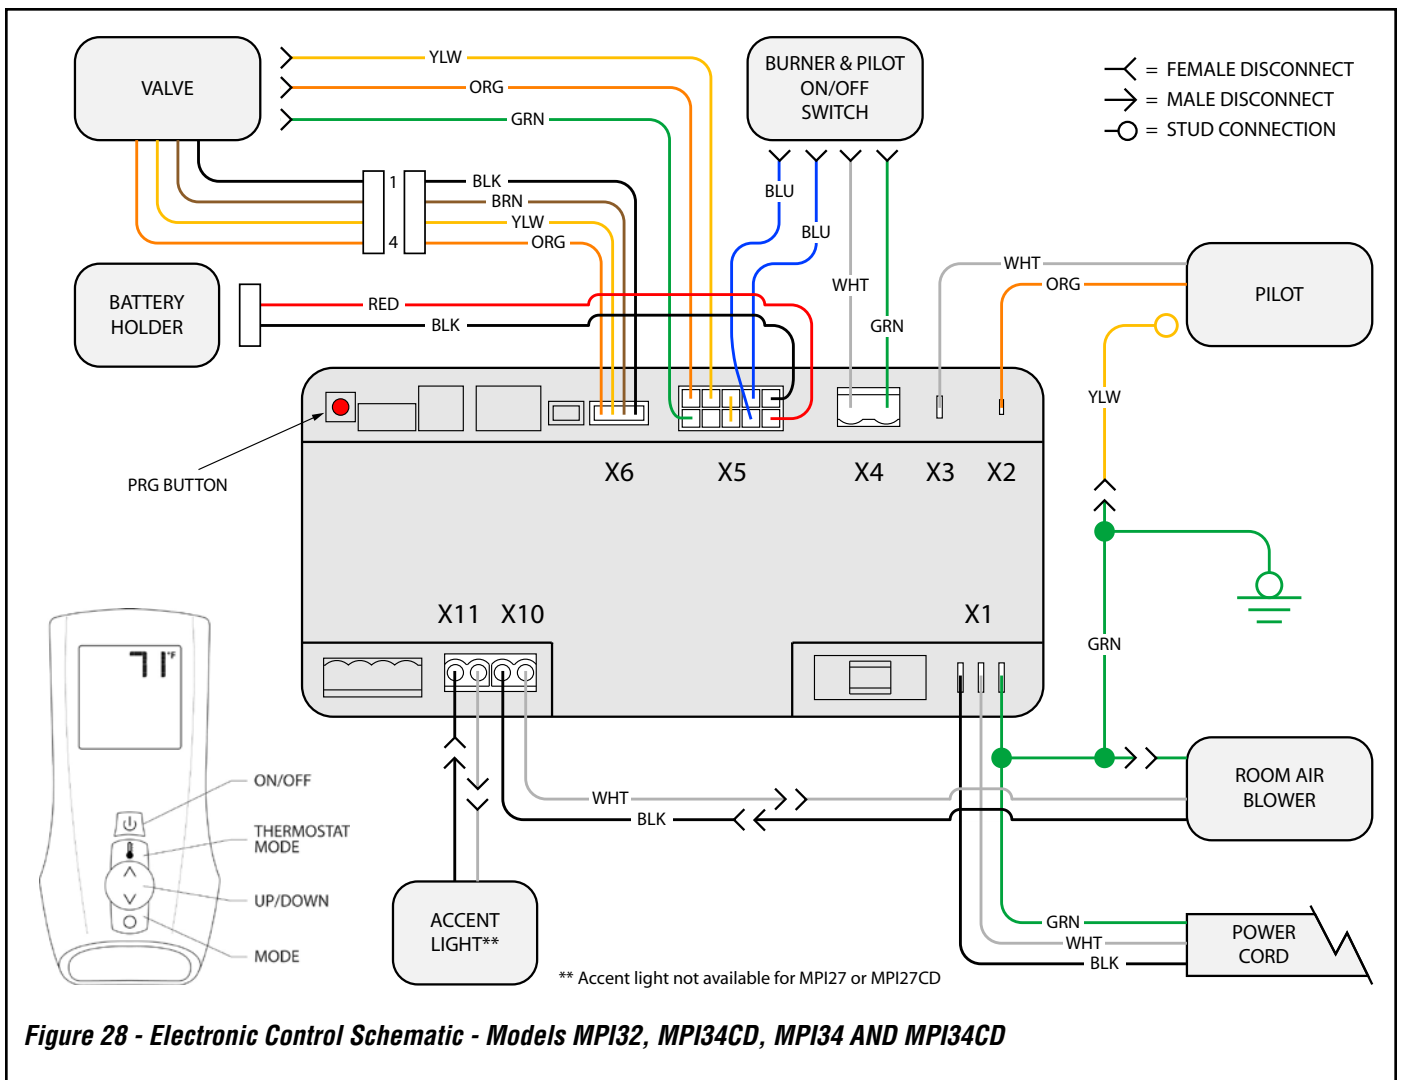 VALVE
YLW
ORG
GRN
BURNER & PILOT
ON/OFF
SWITCH
= FEMALE DISCONNECT
= MALE DISCONNECT
= STUD CONNECTION
1
BLK
BRN
YLW
4
ORG
BLU
BLU
WHT
GRN
WHT
ORG
PILOT
BATTERY
HOLDER
RED
BLK
YLW
PRG BUTTON
X6
X5
X4
X3
X2
X11
X10
X1
GRN
71°F
ON/OFF
THERMOSTAT
MODE
UP/DOWN
MODE
WHT
BLK
ROOM AIR
BLOWER
ACCENT
LIGHT**
GRN
WHT
BLK
POWER
CORD
** Accent light not available for MPI27 or MPI27CD
Figure 28 - Electronic Control Schematic - Models MPI32, MPI34CD, MPI34 AND MPI34CD